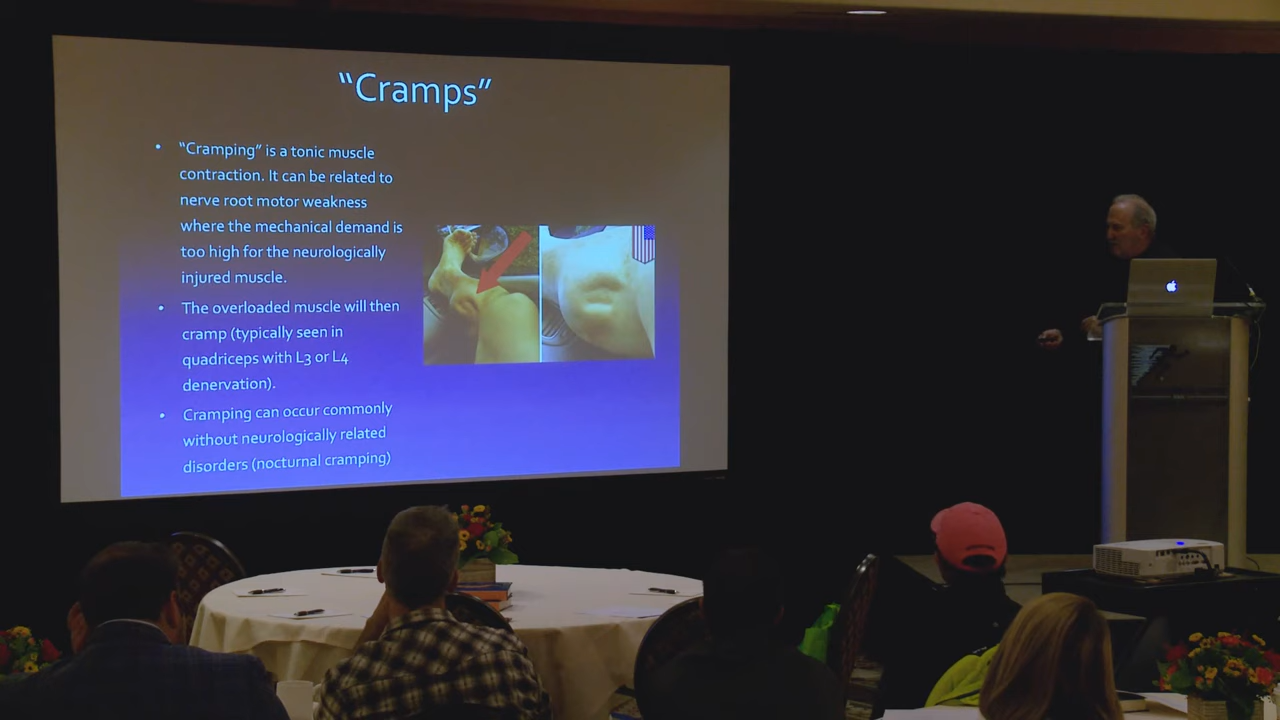 “Cramps”
• “Cramping” is a tonic muscle
contraction. It can be related to
nerve root motor weakness
where the mechanical demand is
too high for the neurologically
injured muscle.
• The overloaded muscle will then
cramp (typically seen in
quadriceps with L3 or L4
denervation).
• Cramping can occur commonly
without neurologically related
disorders (nocturnal cramping)